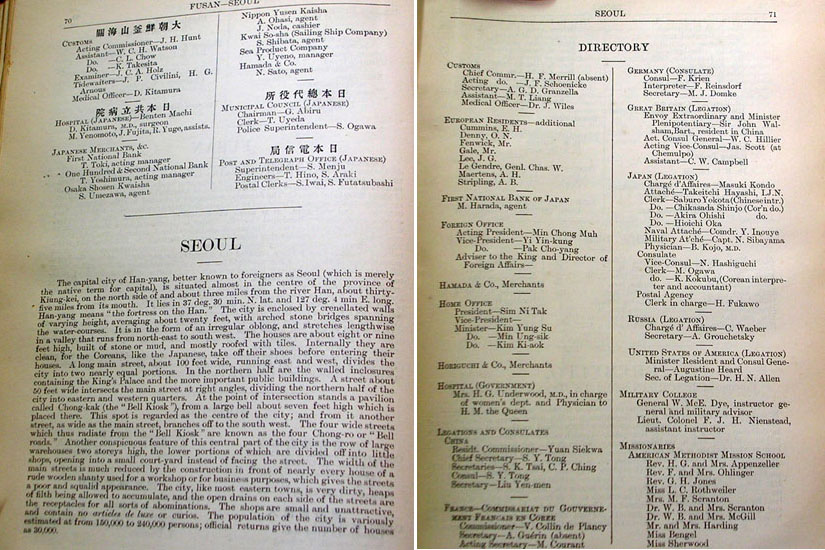 70
FUSAN—SEOUL
關海山釜鮮朝大
CUSTOMS
Acting Commissioner—J. H. Hunt
Assistant—W. C. H. Watson
Do. —C. L. Chow
Do. —K. Takesita
Examiner—J. C. A. Holz
Tidewaiters—J. P. Civilini, H. G.
Arnous
Medical Officer—D. Kitamura
院病立共本日
HOSPITAL (JAPANESE)—Benten Machi
D. Kitamura, M.D., surgeon
M. Yenomoto, J. Fujita, R. Yuge, assists.
JAPANESE MERCHANTS, &c.
First National Bank
T. Toki, acting manager
One Hundred & Second National Bank
T. Yoshimura, acting manager
Osaka Shosen Kwaisha
S. Umezawa, agent
Nippon Yusen Kaisha
A. Obasi, agent
J. Noda, cashier
Kwai So-sha (Sailing Ship Company)
S. Shibata, agent
Sea Product Company
Y. Uyeno, manager
Hamada & Co.
N. Sato, agent
所役代總本日
MUNICIPAL COUNCIL (JAPANESE)
Chairman—G. Abiru
Clerk—T. Uyeda
Police Superintendent—S. Ogawa
局信電本日
POST AND TELEGRAPH OFFICE (JAPANESE)
Superintendent—S. Menju
Engineers—T. Hino, S. Araki
Postal Clerks—S. Iwai, S. Futatsubashi
SEOUL
The capital city of Han-yang, better known to foreigners as Seoul (which is merely
the native term for capital), is situated almost in the centre of the province of
Kiung-kei, on the north side of and about three miles from the river Han, about thirty-
five miles from its mouth. It lies in 37 deg. 30 min. N. lat. and 127 deg. 4 min E. long.
Han-yang means "the fortress on the Han." The city is enclosed by crenellated walls
of varying height, averaging about twenty feet, with arched stone bridges spanning
the water-courses. It is in the form of an irregular oblong, and stretches lengthwise
in a valley that runs from north-east to south west. The houses are about eight or nine
feet high, built of stone or mud, and mostly roofed with tiles. Internally they are
clean, for the Coreans, like the Japanese, take off their shoes before entering their
houses. A long main street, about 100 feet wide, running east and west, divides the
city into two nearly equal portions. In the northern half are the walled inclosures
containing the King's Palace and the more important public buildings. A street about
50 feet wide intersects the main street at right angles, dividing the northern half of the
city into eastern and western quarters. At the point of intersection stands a pavilion
called Chong-kak (the "Bell Kiosk"), from a large bell about seven feet high which is
placed there. This spot is regarded as the centre of the city; and from it another
street, as wide as the main street, branches off to the south west. The four wide streets
which thus radiate from the "Bell Kiosk" are known as the four Chong-ro or "Bell
roads." Another conspicuous feature of this central part of the city is the row of large
warehouses two storeys high, the lower portions of which are divided off into little
shops, opening into a small court-yard instead of facing the street. The width of the
main streets is much reduced by the construction in front of nearly every house of a
rude wooden shanty used for a workshop or for business purposes, which gives the streets
a poor and squalid appearance. The city, like most eastern towns, is very dirty, heaps
of filth being allowed to accumulate, and the open drains on each side of the streets are
the receptacles for all sorts of abominations. The shops are small and unattractive,
and contain no articles de luxe or curios. The population of the city is variously
estimated at from 150,000 to 240,000 persons; official returns give the number of houses
as 30,000.
SEOUL
71
DIRECTORY
CUSTOMS
Chief Commr.—H. F. Merrill (absent)
Acting do. —J. F. Schoenicke
Secretary—A. G. D. Granzella
Assistant—M. T. Liang
Medical Officer—Dr. J. Wiles
EUROPEAN RESIDENTS—additional
Cummins, E. H.
Denny, O. N.
Fenwick, Mr.
Gale, Mr.
Lee, J. G.
Le Gendre, Genl. Chas. W.
Maertens, A. H.
Stripling, A. B.
FIRST NATIONAL BANK OF JAPAN
M. Harada, agent
FOREIGN OFFICE
Acting President—Min Chong Muh
Vice-President—Yi Yin-kung
Do. —Pak Cho-yang
Adviser to the King and Director of
Foreign Affairs—
HAMADA & Co., Merchants
HOME OFFICE
President—Sim Ni Tak
Vice-President—
Minister—Kim Yung Su
Do. —Min Ung-sik
Do. —Kim Ki-aok
HORIGUCHI & Co., Merchants
HOSPITAL (GOVERNMENT)
Mrs. H. G. Underwood, M.D., in charge
of women's dept. and Physician to
H. M. the Queen
LEGATIONS AND CONSULATES
CHINA
Residt. Commissioner—Yuan Siekwa
Chief Secretary—S. Y. Tong
Secretaries—S. K. Tsai, C. P. Ching
Consul—S. Y. Tong
Secretary—Liu Yen-men
FRANCE—COMMISSARIAT DU GOUVERNE-
MENT FRANCAIS EN COREE
Commissioner—V. Collin de Plancy
Secretary—A. Guérin (absent)
Acting Secretary—M. Courant
GERMANY (CONSULATE)
Consul—F. Krien
Interpreter—F. Reinsdorf
Secretary—M. J. Domke
GREAT BRITAIN (LEGATION)
Envoy Extraordinary and Minister
Plenipotentiary—Sir John Wal-
sham, Bart., resident in China
Act. Consul General—W. C. Hillier
Acting Vice-Consul—Jas. Scott (at
Chemulpo)
Assistant—C. W. Campbell
JAPAN (LEGATION)
Chargé d'Affaires—Masuki Kondo
Attaché—Takeitchi Hayashi, I.J.N.
Clerk—Saburo Yokota (Chinese intr.)
Do. —Chikasada Shinjo (Cor'n do.)
Do. —Akira Ohishi do.
Do. —Hioichi Oka
Naval Attaché—Comdr. Y. Inouye
Military At'ché—Capt. N. Sibayama
Physician—B. Kojo, M.D.
Consulate
Vice-Consul—N. Hashiguchi
Clerk—M. Ogawa
do. —K. Kokubu, (Corean interpre-
ter and accountant)
Postal Agency
Clerk in charge—H. Fukawo
RUSSIA (LEGATION)
Chargé d' Affaires—C. Waeber
Secretary—A. Grouchetsky
UNITED STATES OF AMERICA (LEGATION)
Minister Resident and Consul Gene-
ral—Augustine Heard
Sec. of Legation—Dr. H. N. Allen
MILITARY COLLEGE
General W. McE. Dye, instructor ge-
neral and military advisor
Lieut. Colonel F. J. H. Nienstead,
assistant instructor
MISSIONARIES
AMERICAN METHODIST MISSION SCHOOL
Rev. H. G. and Mrs. Appenzeller
Rev. F. and Mrs. Ohlinger
Rev. G. H. Jones
Miss L. C. Rothweiler
Mrs. M. F. Scranton
Dr. W. B. and Mrs. Scranton
Dr. W. B. and Mrs. McGill
Mr. and Mrs. Harding
Miss Bengel
Miss Sherwood